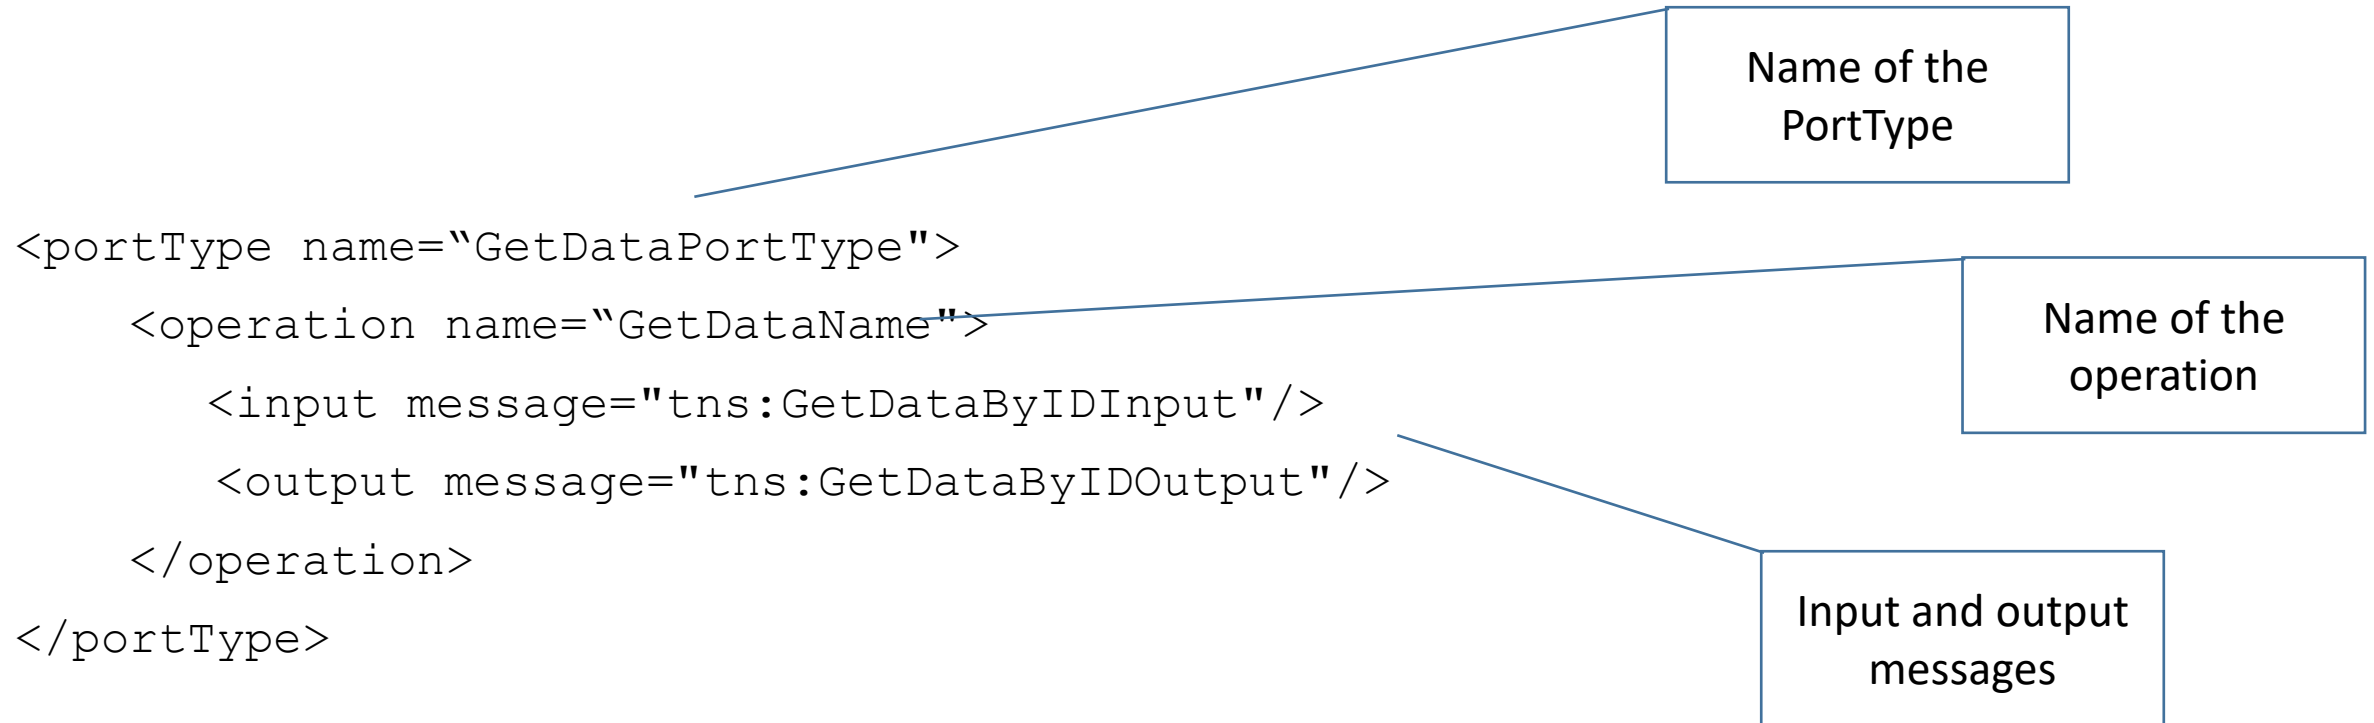 Name of the
PortType
<portType name=“GetDataPortType">
<operation name=“GetDataName">
Name of the
operation
<input message="tns:GetDataByIDInput"/>
<output message="tns:GetDataByIDOutput"/>
</operation>
Input and output
messages
</portType>